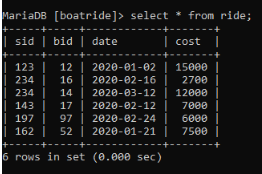 MariaDB [boatride]> select * from ride;
+-----+-----+------------+-------+
| sid | bid | date       | cost  |
+-----+-----+------------+-------+
| 123 |  12 | 2020-01-02 | 15000 |
| 234 |  16 | 2020-02-16 |  2700 |
| 234 |  14 | 2020-03-12 | 12000 |
| 143 |  17 | 2020-02-12 |  7000 |
| 197 |  97 | 2020-02-24 |  6000 |
| 162 |  52 | 2020-01-21 |  7500 |
+-----+-----+------------+-------+
6 rows in set (0.000 sec)